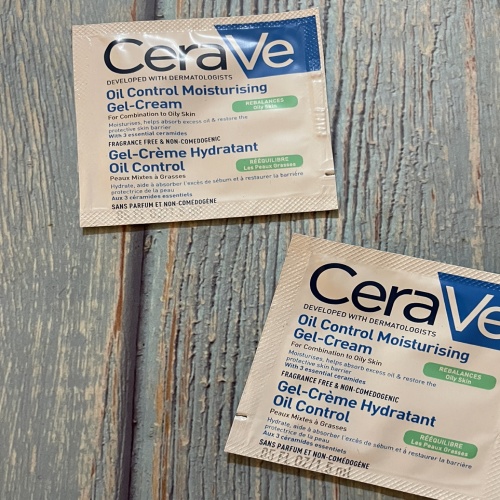 CeraVe
DEVELOPED WITH DERMATOLOGISTS
Oil Control Moisturising
Gel-Cream
For Combination to Oily Skin
REBALANCES
Oily Skin
Moisturises, helps absorb excess oil & restore the
protective skin barrier
With 3 essential ceramides
FRAGRANCE FREE & NON-COMEDOGENIC
Gel-Crème Hydratant
Oil Control
Peaux Mixtes à Grasses
RÉÉQUILIBRE
Les Peaux Grasses
Hydrate, aide à absorber l'excès de sébum et à restaurer la barrière
protectrice de la peau
Aux 3 céramides essentiels
SANS PARFUM ET NON-COMÉDOGÈNE
CeraVe
DEVELOPED WITH DERMATOLOGISTS
Oil Control Moisturising
Gel-Cream
For Combination to Oily Skin
REBALANCES
Oily Skin
Moisturises, helps absorb excess oil & restore the
protective skin barrier
With 3 essential ceramides
FRAGRANCE FREE & NON-COMEDOGENIC
Gel-Crème Hydratant
Oil Control
Peaux Mixtes à Grasses
RÉÉQUILIBRE
Les Peaux Grasses
Hydrate, aide à absorber l'excès de sébum et à restaurer la barrière
protectrice de la peau
Aux 3 céramides essentiels
SANS PARFUM ET NON-COMÉDOGÈNE